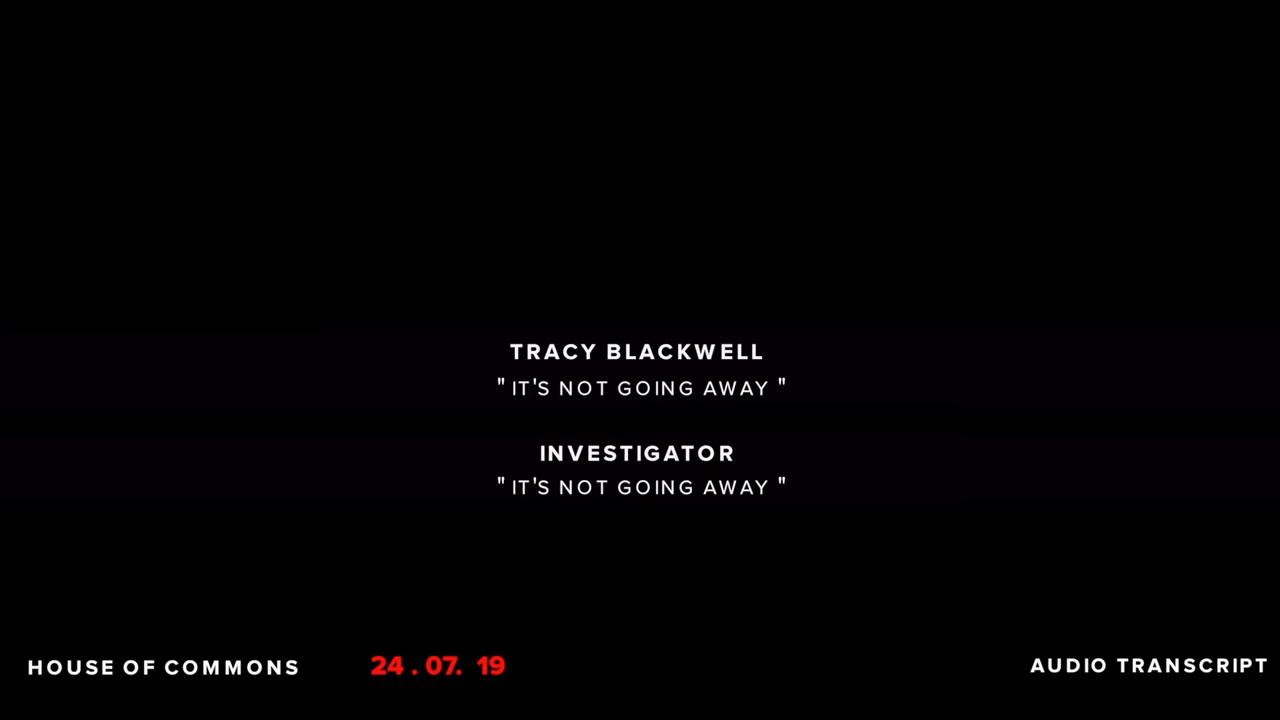 TRACY BLACKWELL
" IT'S NOT GOING AWAY "
INVESTIGATOR
" IT'S NOT GOING AWAY "
HOUSE OF COMMONS 24 . 07. 19 AUDIO TRANSCRIPT